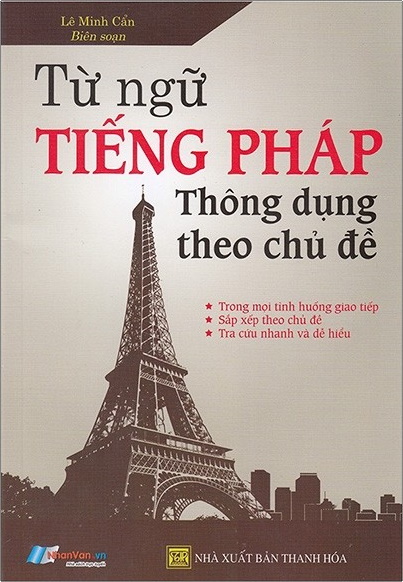 Lê Minh Cẩn
Biên soạn
Từ ngữ
TIẾNG PHÁP
Thông dụng
theo chủ đề
★ Trong mọi tình huống giao tiếp
★ Sắp xếp theo chủ đề
★ Tra cứu nhanh và dễ hiểu
NhanVan.vn
NHÀ XUẤT BẢN THANH HÓA